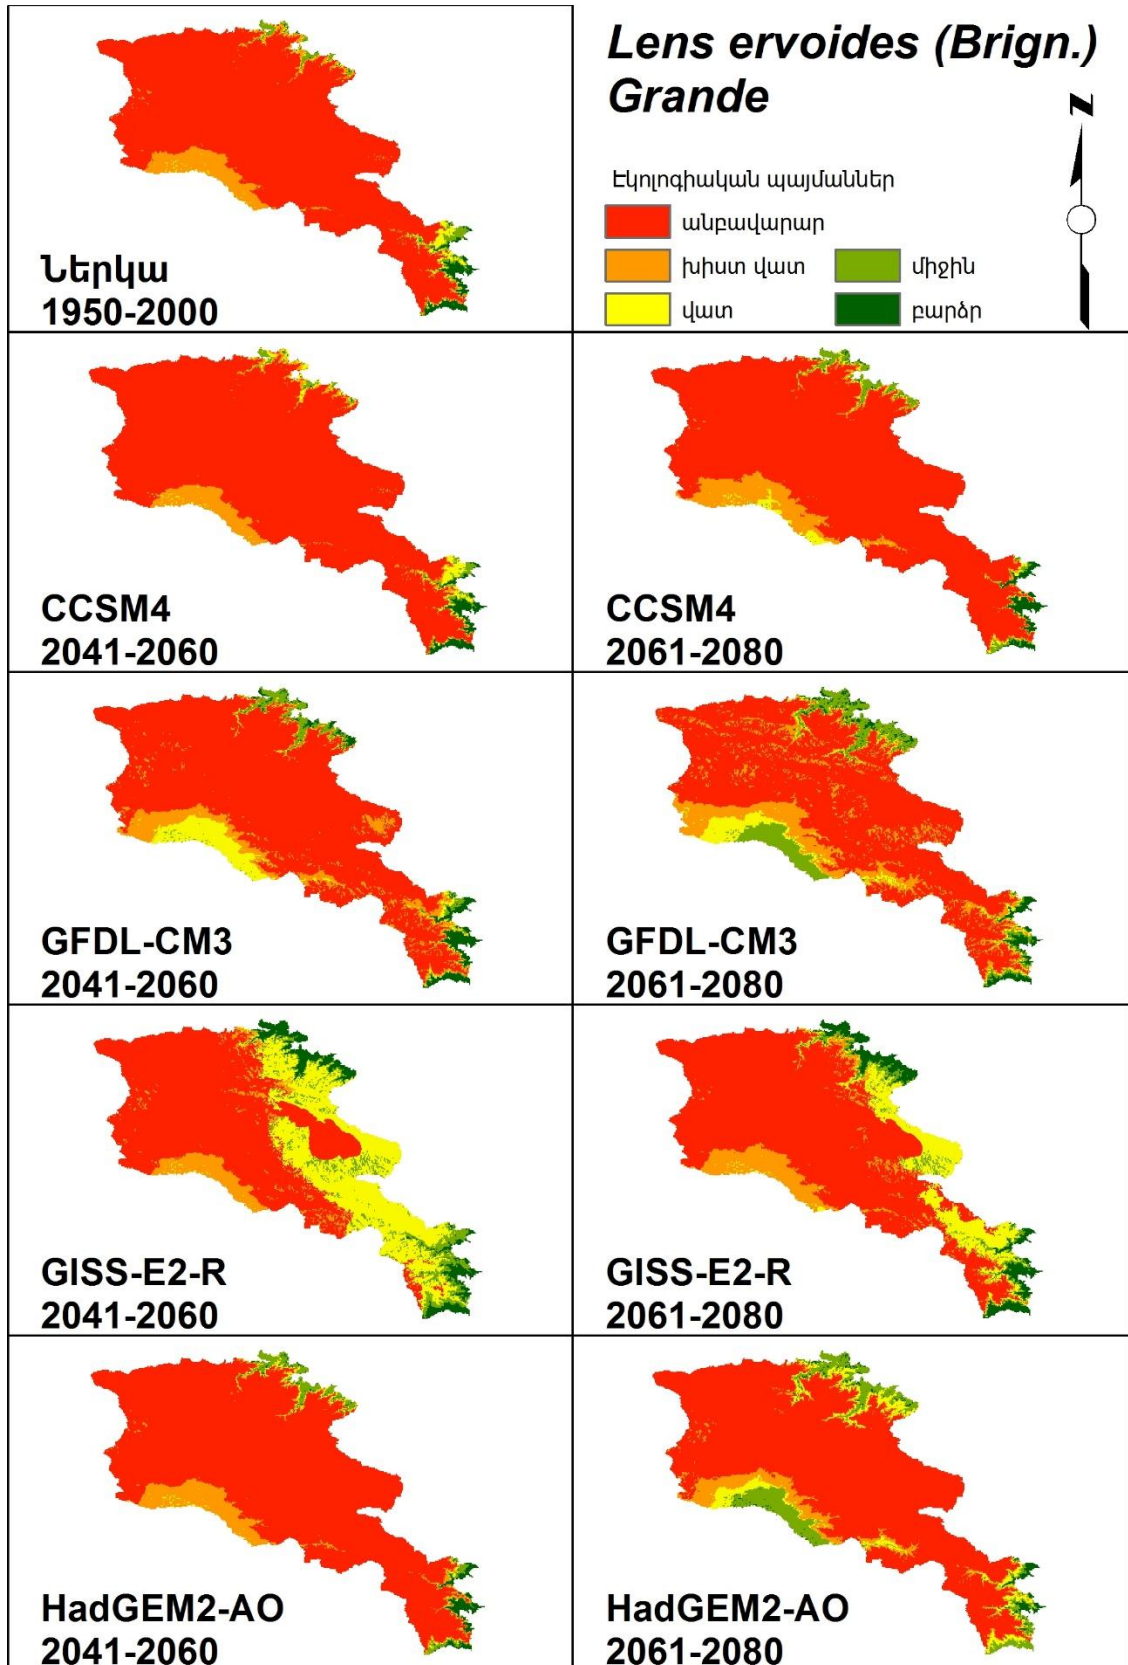 Lens ervoides (Brign.)
Grande
N
Էկոլոգիական պայմաններ
անբավարար
խիստ վատ
միջին
վատ
բարձր
Ներկա
1950-2000
CCSM4
2041-2060
CCSM4
2061-2080
GFDL-CM3
2041-2060
GFDL-CM3
2061-2080
GISS-E2-R
2041-2060
GISS-E2-R
2061-2080
HadGEM2-AO
2041-2060
HadGEM2-AO
2061-2080